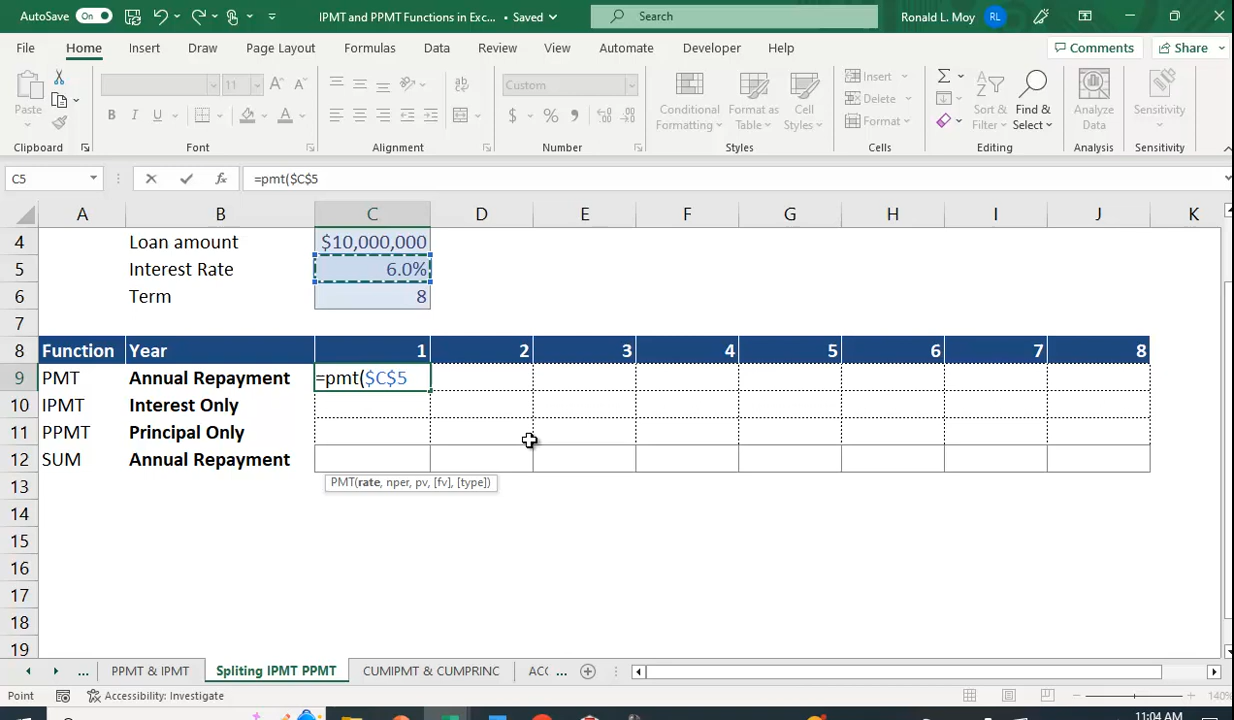 AutoSave On IPMT and PPMT Functions in Exc... • Saved Search Ronald L. Moy RL
File Home Insert Draw Page Layout Formulas Data Review View Automate Developer Help Comments Share
Paste 11 Custom Conditional Formatting Format as Table Cell Styles Insert Delete Format Sort & Filter Find & Select Analyze Data Sensitivity
Clipboard Font Alignment Number Styles Cells Editing Analysis Sensitivity
C5 =pmt($C$5
A B C D E F G H I J K
4 Loan amount $10,000,000
5 Interest Rate 6.0%
6 Term 8
7
8 Function Year 1 2 3 4 5 6 7 8
9 PMT Annual Repayment =pmt($C$5
10 IPMT Interest Only
11 PPMT Principal Only
12 SUM Annual Repayment
13 PMT(rate, nper, pv, [fv], [type])
14
15
16
17
18
19
... PPMT & IPMT Spliting IPMT PPMT CUMIPMT & CUMPRINC ACC ...
Point Accessibility: Investigate 140%
11:04 AM